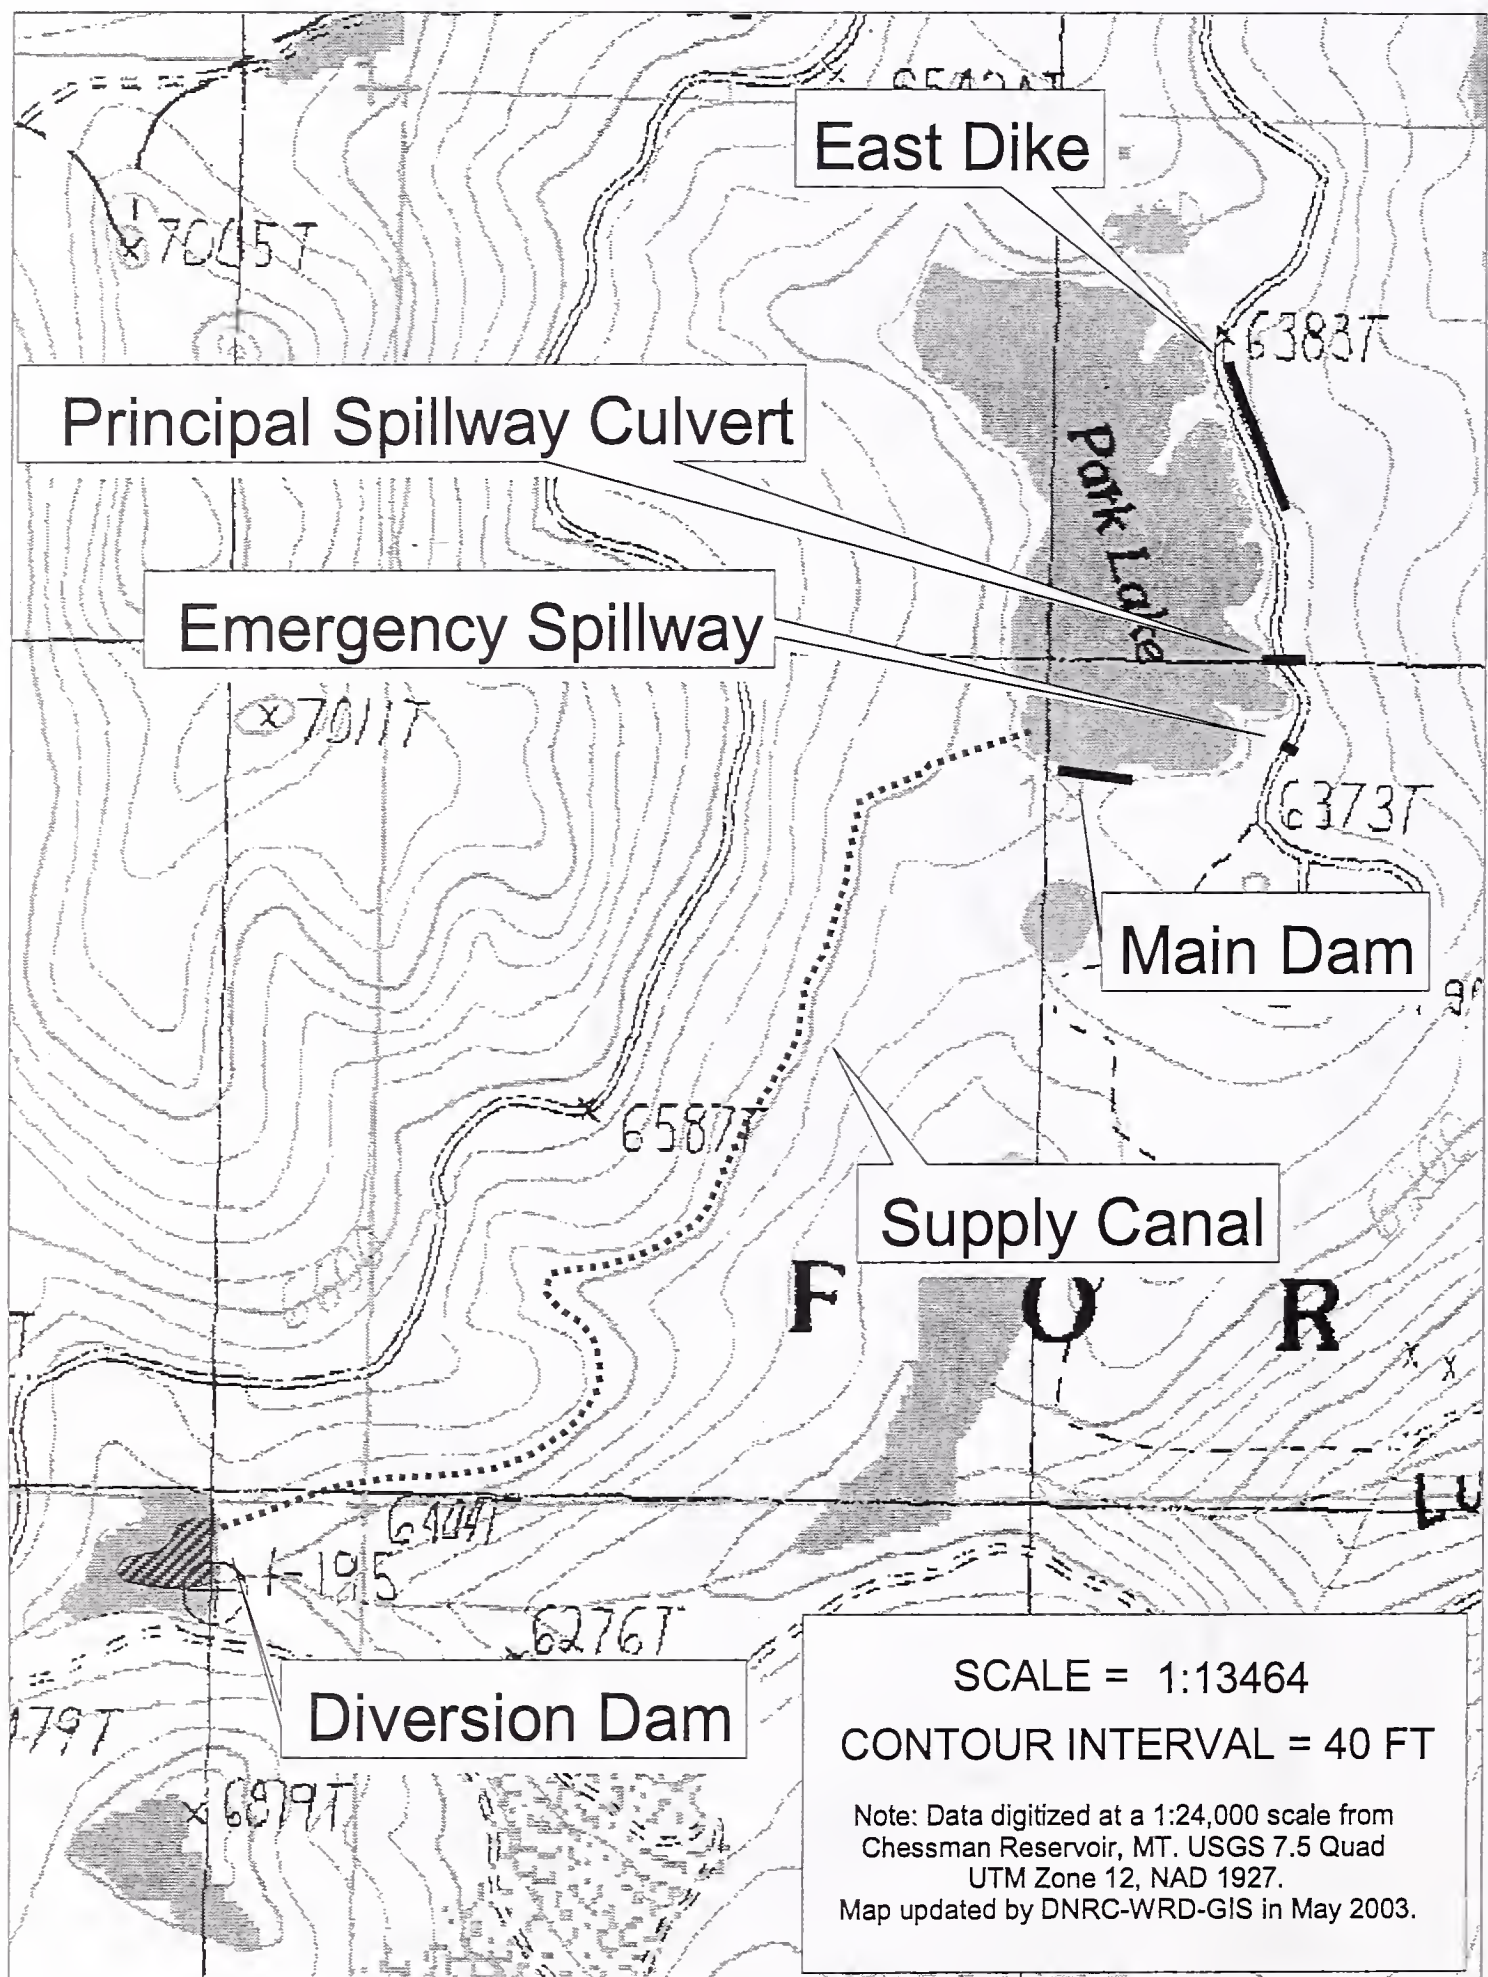 East Dike
7005T
6383T
Principal Spillway Culvert
Park Lake
Emergency Spillway
7011T
6373T
Main Dam
6587T
Supply Canal
F O R
6404T
6276T
Diversion Dam
SCALE = 1:13464
CONTOUR INTERVAL = 40 FT
Note: Data digitized at a 1:24,000 scale from
Chessman Reservoir, MT. USGS 7.5 Quad
UTM Zone 12, NAD 1927.
Map updated by DNRC-WRD-GIS in May 2003.